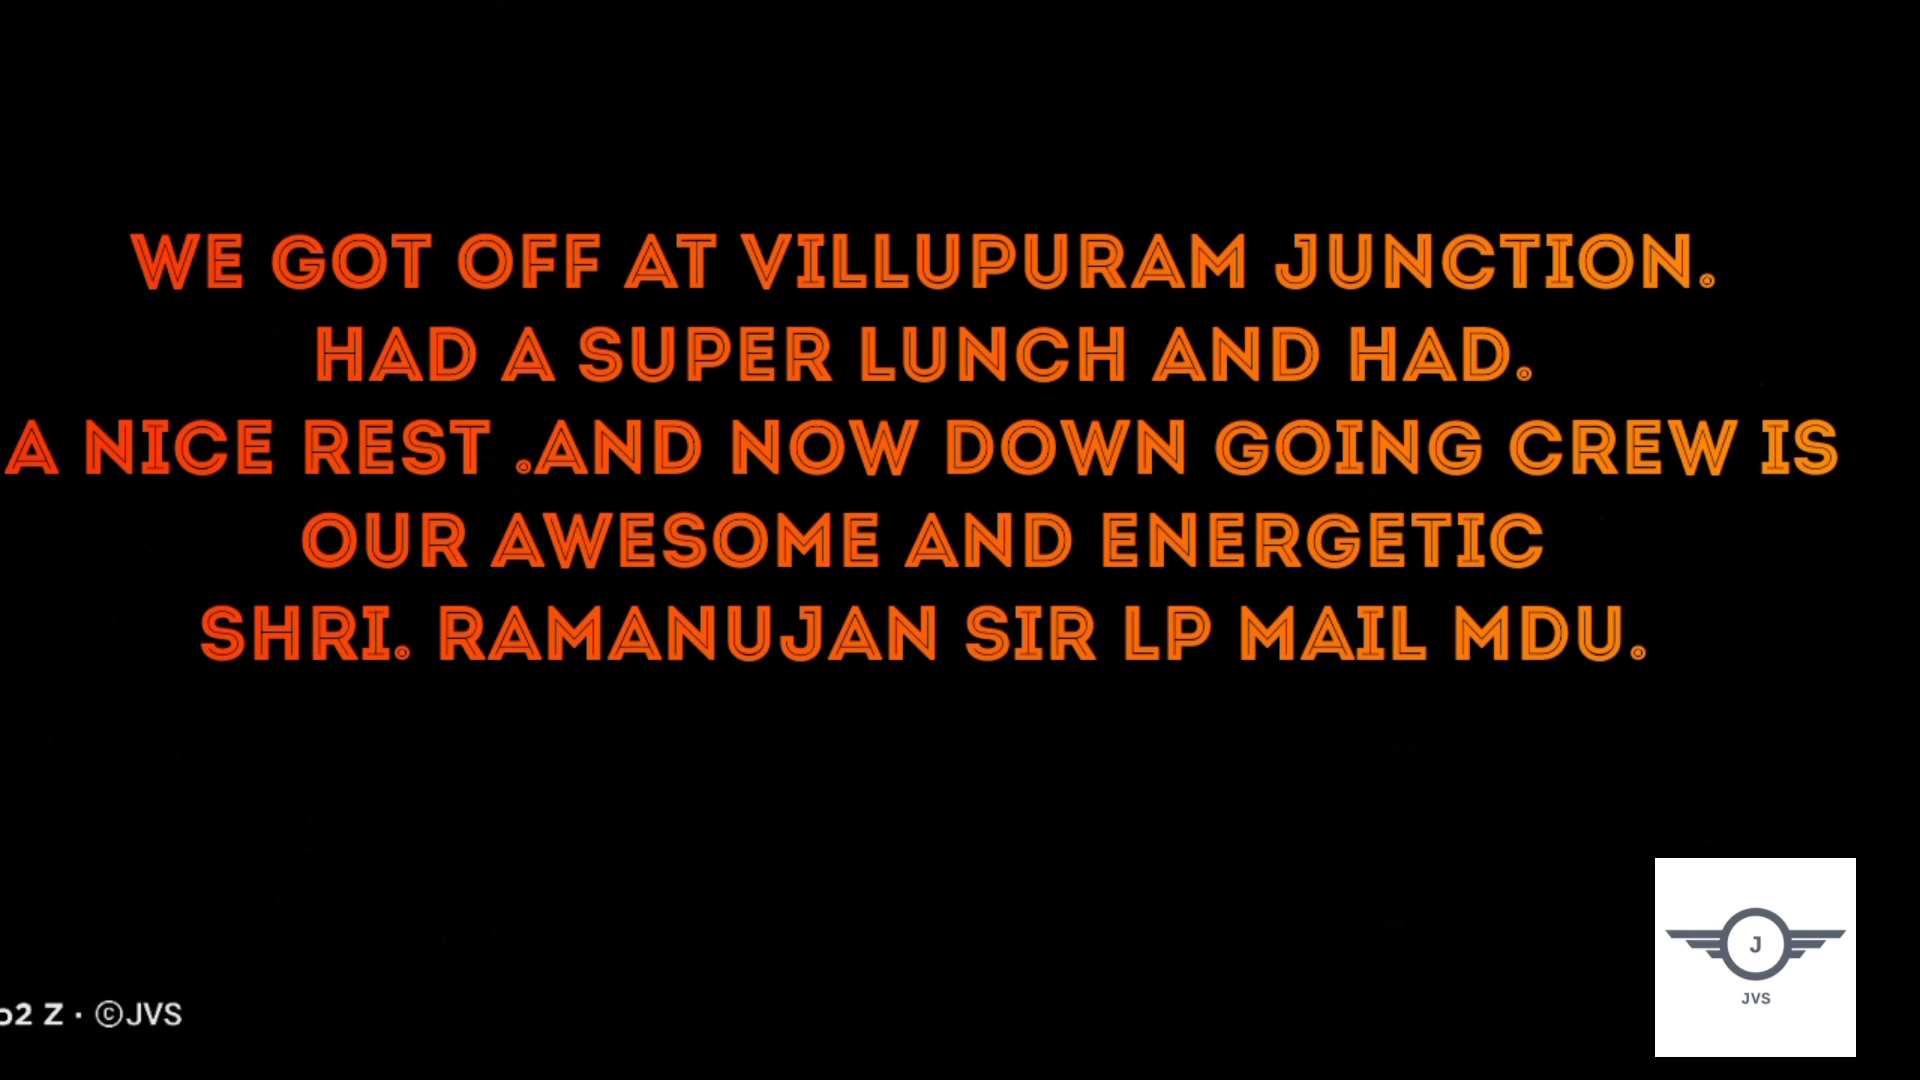 WE GOT OFF AT VILLUPURAM JUNCTION.
HAD A SUPER LUNCH AND HAD.
A NICE REST .AND NOW DOWN GOING CREW IS
OUR AWESOME AND ENERGETIC
SHRI. RAMANUJAN SIR LP MAIL MDU.
J
JVS
o2 Z · ©JVS